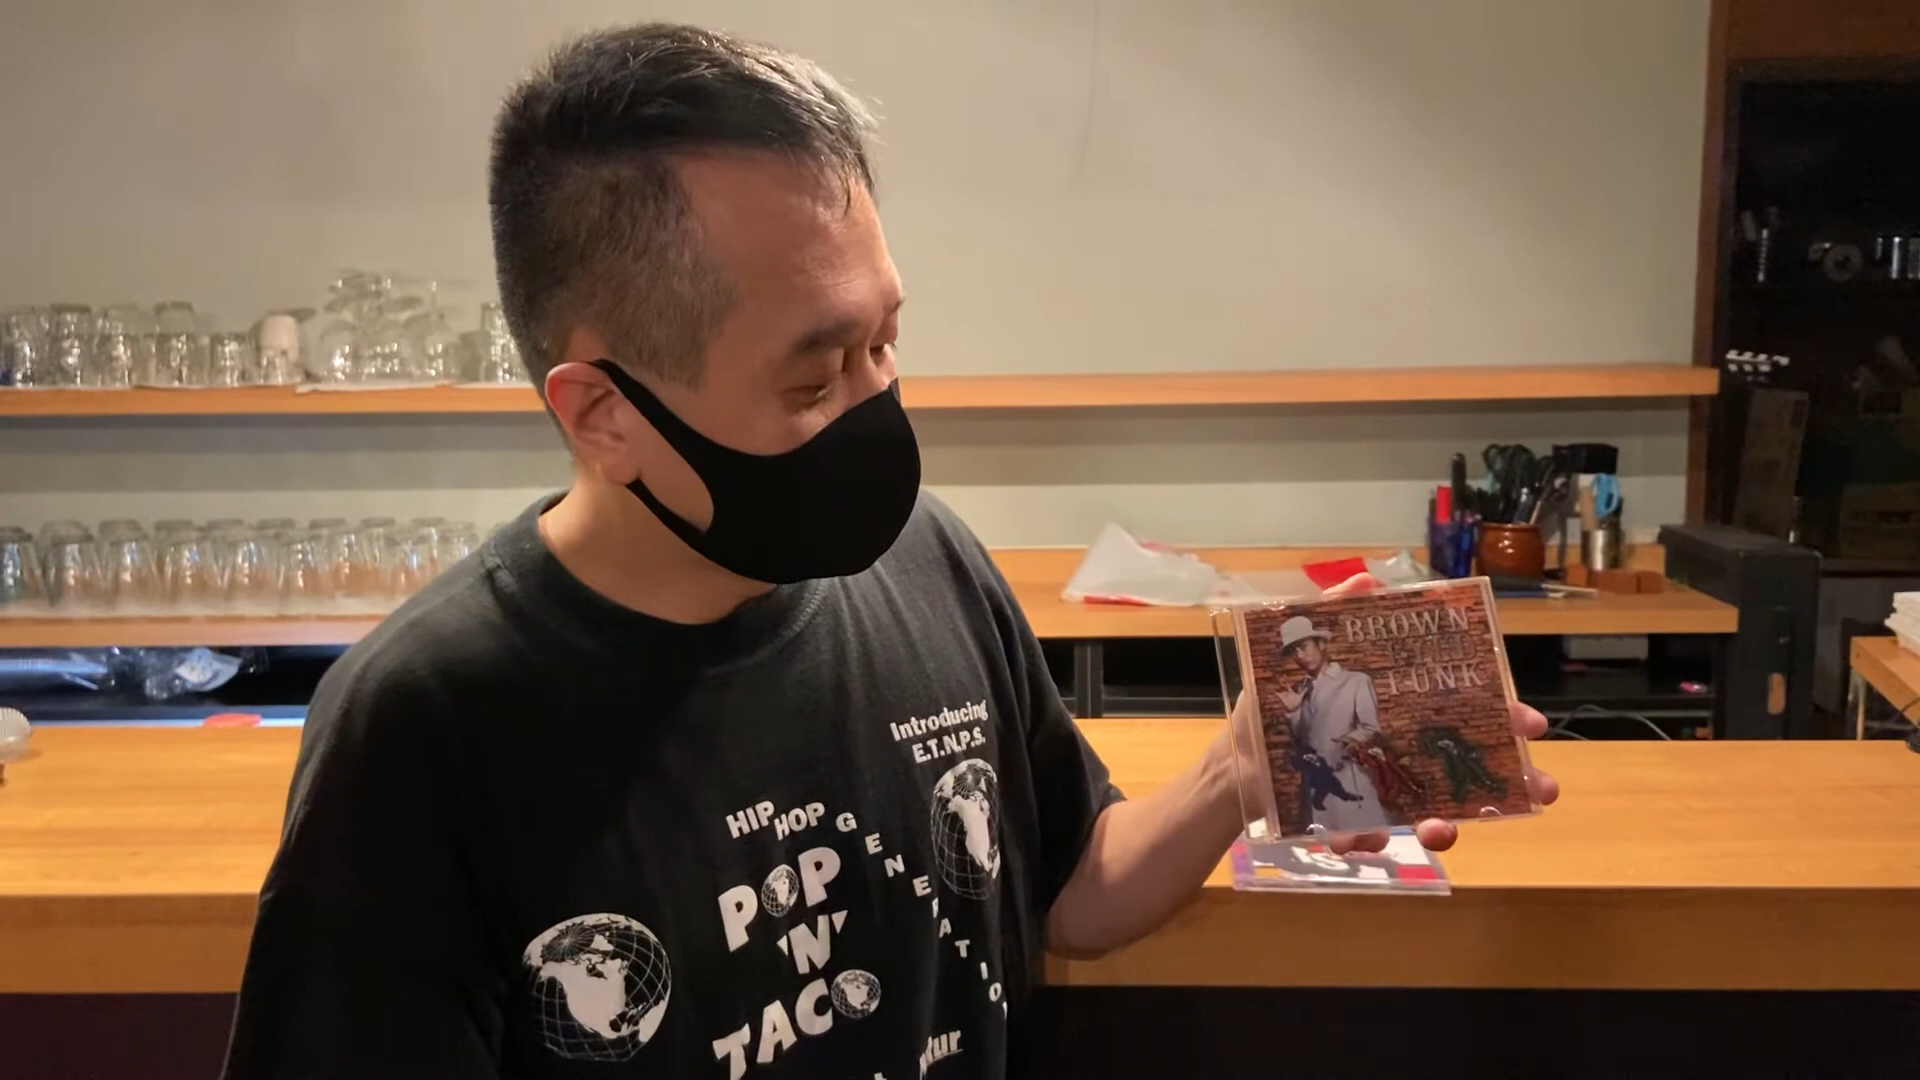 BROWN
EYED
FUNK
Introducing
E.T.N.P.S.
HIP HOP GENERATION
POP
'N'
TACO